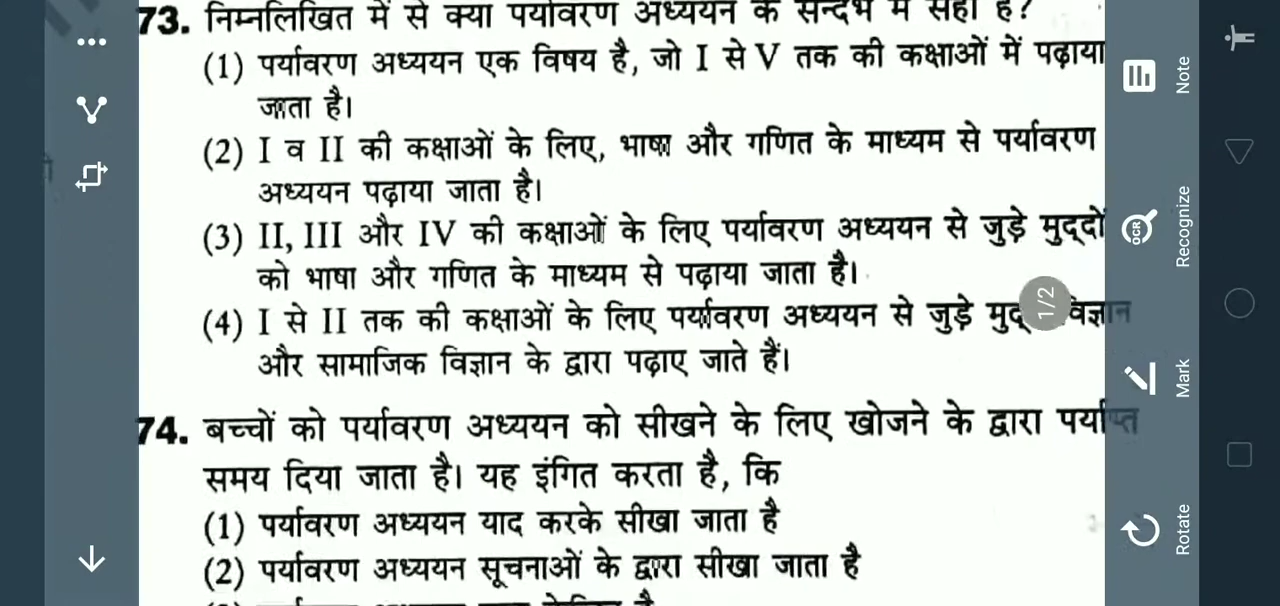 73. निम्नलिखित में से क्या पर्यावरण अध्ययन के सन्दर्भ में सही है?
(1) पर्यावरण अध्ययन एक विषय है, जो I से V तक की कक्षाओं में पढ़ाया
जाता है।
(2) I व II की कक्षाओं के लिए, भाषा और गणित के माध्यम से पर्यावरण
अध्ययन पढ़ाया जाता है।
(3) II, III और IV की कक्षाओं के लिए पर्यावरण अध्ययन से जुड़े मुद्दों
को भाषा और गणित के माध्यम से पढ़ाया जाता है।
(4) I से II तक की कक्षाओं के लिए पर्यावरण अध्ययन से जुड़े विज्ञान
और सामाजिक विज्ञान के द्वारा पढ़ाए जाते हैं।
74. बच्चों को पर्यावरण अध्ययन को सीखने के लिए खोजने के द्वारा पर्याप्त
समय दिया जाता है। यह इंगित करता है, कि
(1) पर्यावरण अध्ययन याद करके सीखा जाता है
(2) पर्यावरण अध्ययन सूचनाओं के द्वारा सीखा जाता है
1/2
Note
OCR
Recognize
Mark
Rotate